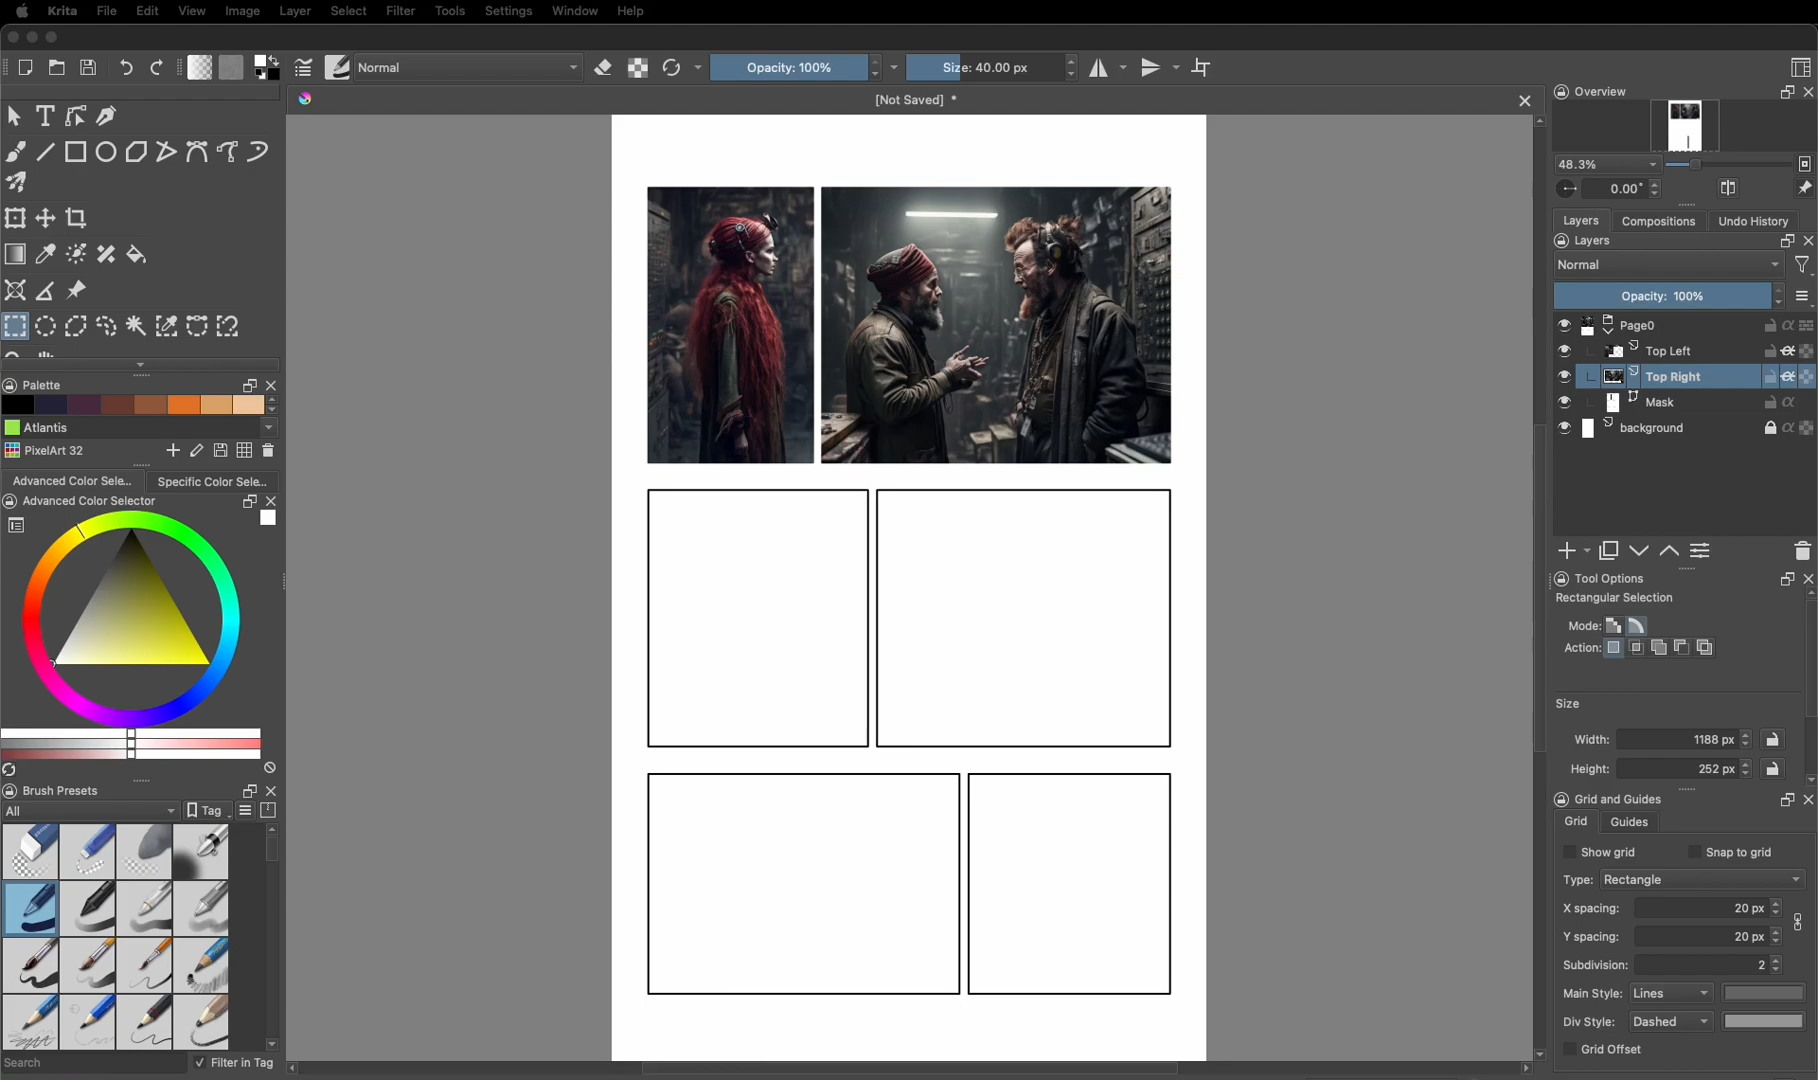 Krita File Edit View Image Layer Select Filter Tools Settings Window Help
Normal Opacity: 100% Size: 40.00 px
[Not Saved] *
Overview
48.3%
0.00°
Layers Compositions Undo History
Layers
Normal
Opacity: 100%
Page0
Top Left
Top Right
Mask
background
Tool Options
Rectangular Selection
Mode:
Action:
Size
Width: 1188 px
Height: 252 px
Grid and Guides
Grid Guides
Show grid Snap to grid
Type: Rectangle
X spacing: 20 px
Y spacing: 20 px
Subdivision: 2
Main Style: Lines
Div Style: Dashed
Grid Offset
Palette
Atlantis
PixelArt 32
Advanced Color Sele... Specific Color Sele...
Advanced Color Selector
Brush Presets
All Tag
Search Filter in Tag